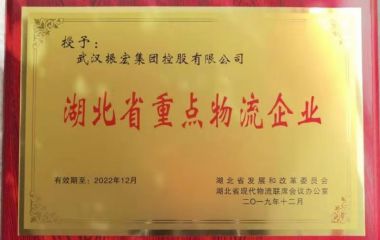 授予：
武汉振宏集团控股有限公司
湖北省重点物流企业
有效期至：2022年12月
湖北省发展和改革委员会
湖北省现代物流联席会议办公室
二〇一九年十二月